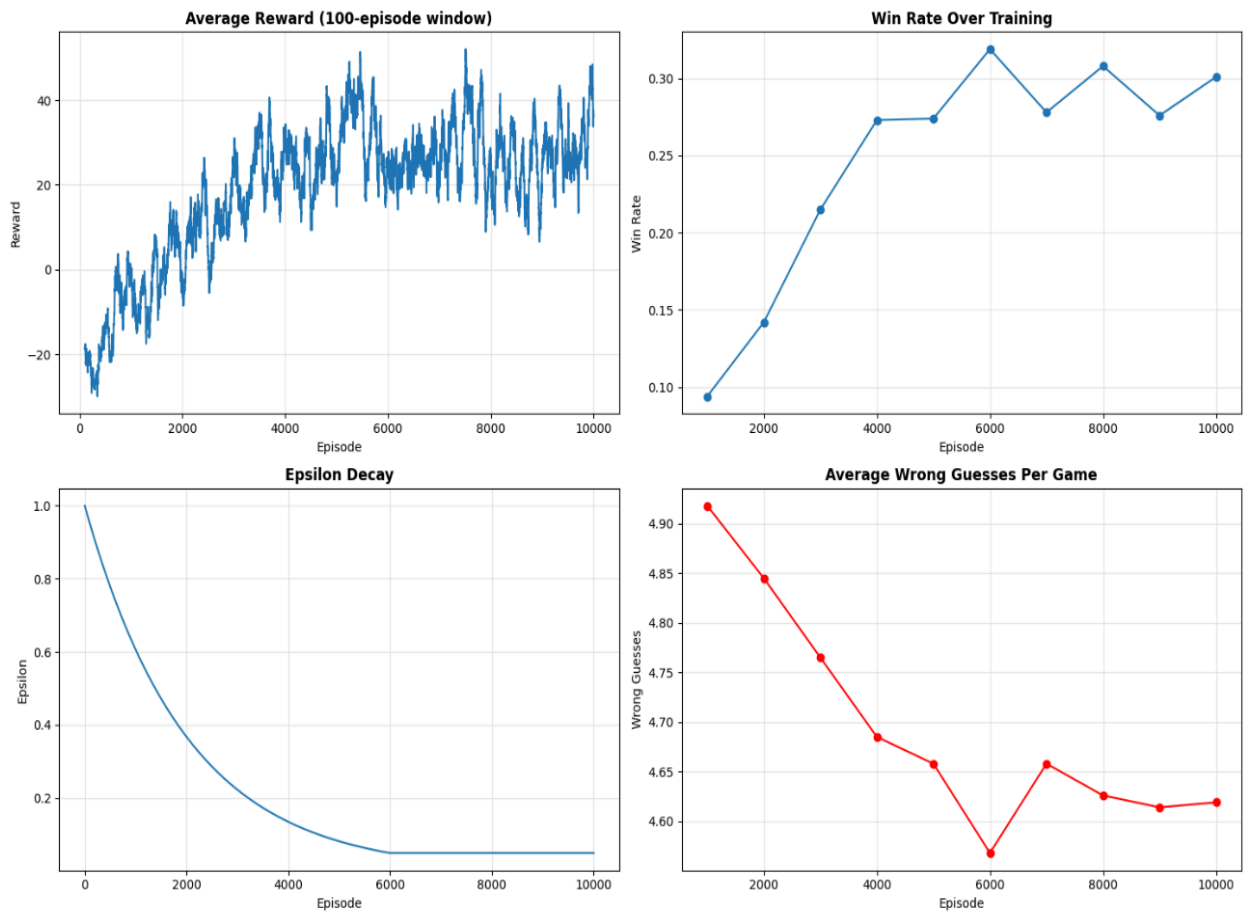 Average Reward (100-episode window)
40
20
0
−20
Reward
0 2000 4000 6000 8000 10000
Episode
Win Rate Over Training
0.30
0.25
0.20
0.15
0.10
Win Rate
2000 4000 6000 8000 10000
Episode
Epsilon Decay
1.0
0.8
0.6
0.4
0.2
Epsilon
0 2000 4000 6000 8000 10000
Episode
Average Wrong Guesses Per Game
4.90
4.85
4.80
4.75
4.70
4.65
4.60
Wrong Guesses
2000 4000 6000 8000 10000
Episode